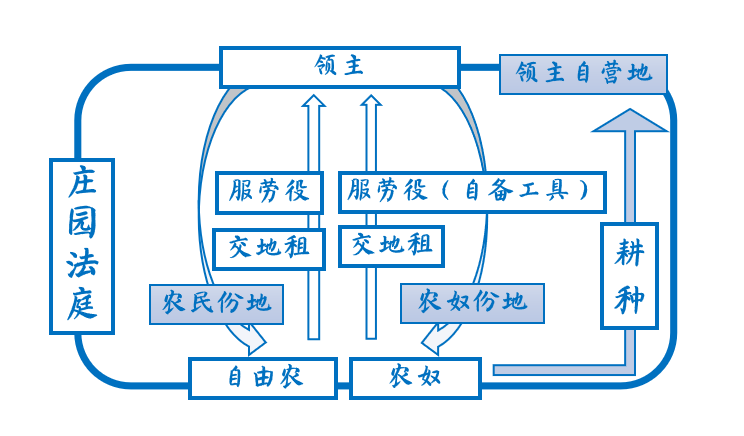 领主
领主自营地
庄园法庭
服劳役
服劳役（自备工具）
交地租
交地租
耕种
农民份地
农奴份地
自由农
农奴